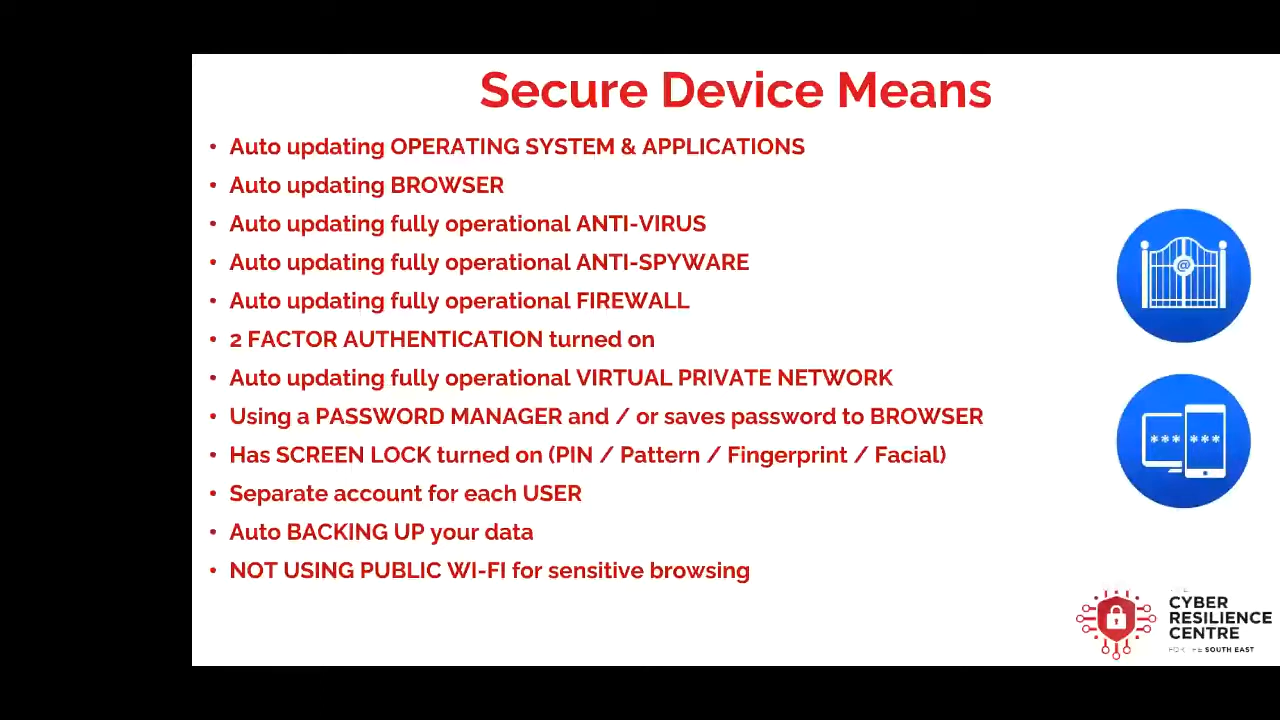 Secure Device Means
• Auto updating OPERATING SYSTEM & APPLICATIONS
• Auto updating BROWSER
• Auto updating fully operational ANTI-VIRUS
• Auto updating fully operational ANTI-SPYWARE
• Auto updating fully operational FIREWALL
• 2 FACTOR AUTHENTICATION turned on
• Auto updating fully operational VIRTUAL PRIVATE NETWORK
• Using a PASSWORD MANAGER and / or saves password to BROWSER
• Has SCREEN LOCK turned on (PIN / Pattern / Fingerprint / Facial)
• Separate account for each USER
• Auto BACKING UP your data
• NOT USING PUBLIC WI-FI for sensitive browsing
@
*** ***
CYBER
RESILIENCE
CENTRE
FOR THE SOUTH EAST